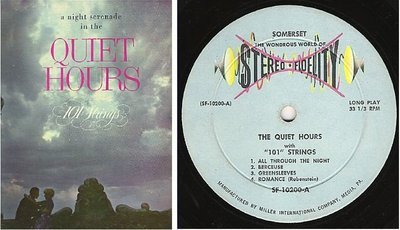 a night serenade
in the
QUIET
HOURS
101 Strings
SOMERSET
THE WONDROUS WORLD OF
STEREO-FIDELITY
(SF-10200-A)
LONG PLAY
33 1/3 RPM
THE QUIET HOURS
with
"101" STRINGS
1. ALL THROUGH THE NIGHT
2. BERCEUSE
3. GREENSLEEVES
4. ROMANCE (Rubenstein)
SF-10200-A
MANUFACTURED BY MILLER INTERNATIONAL COMPANY, MEDIA, PA.